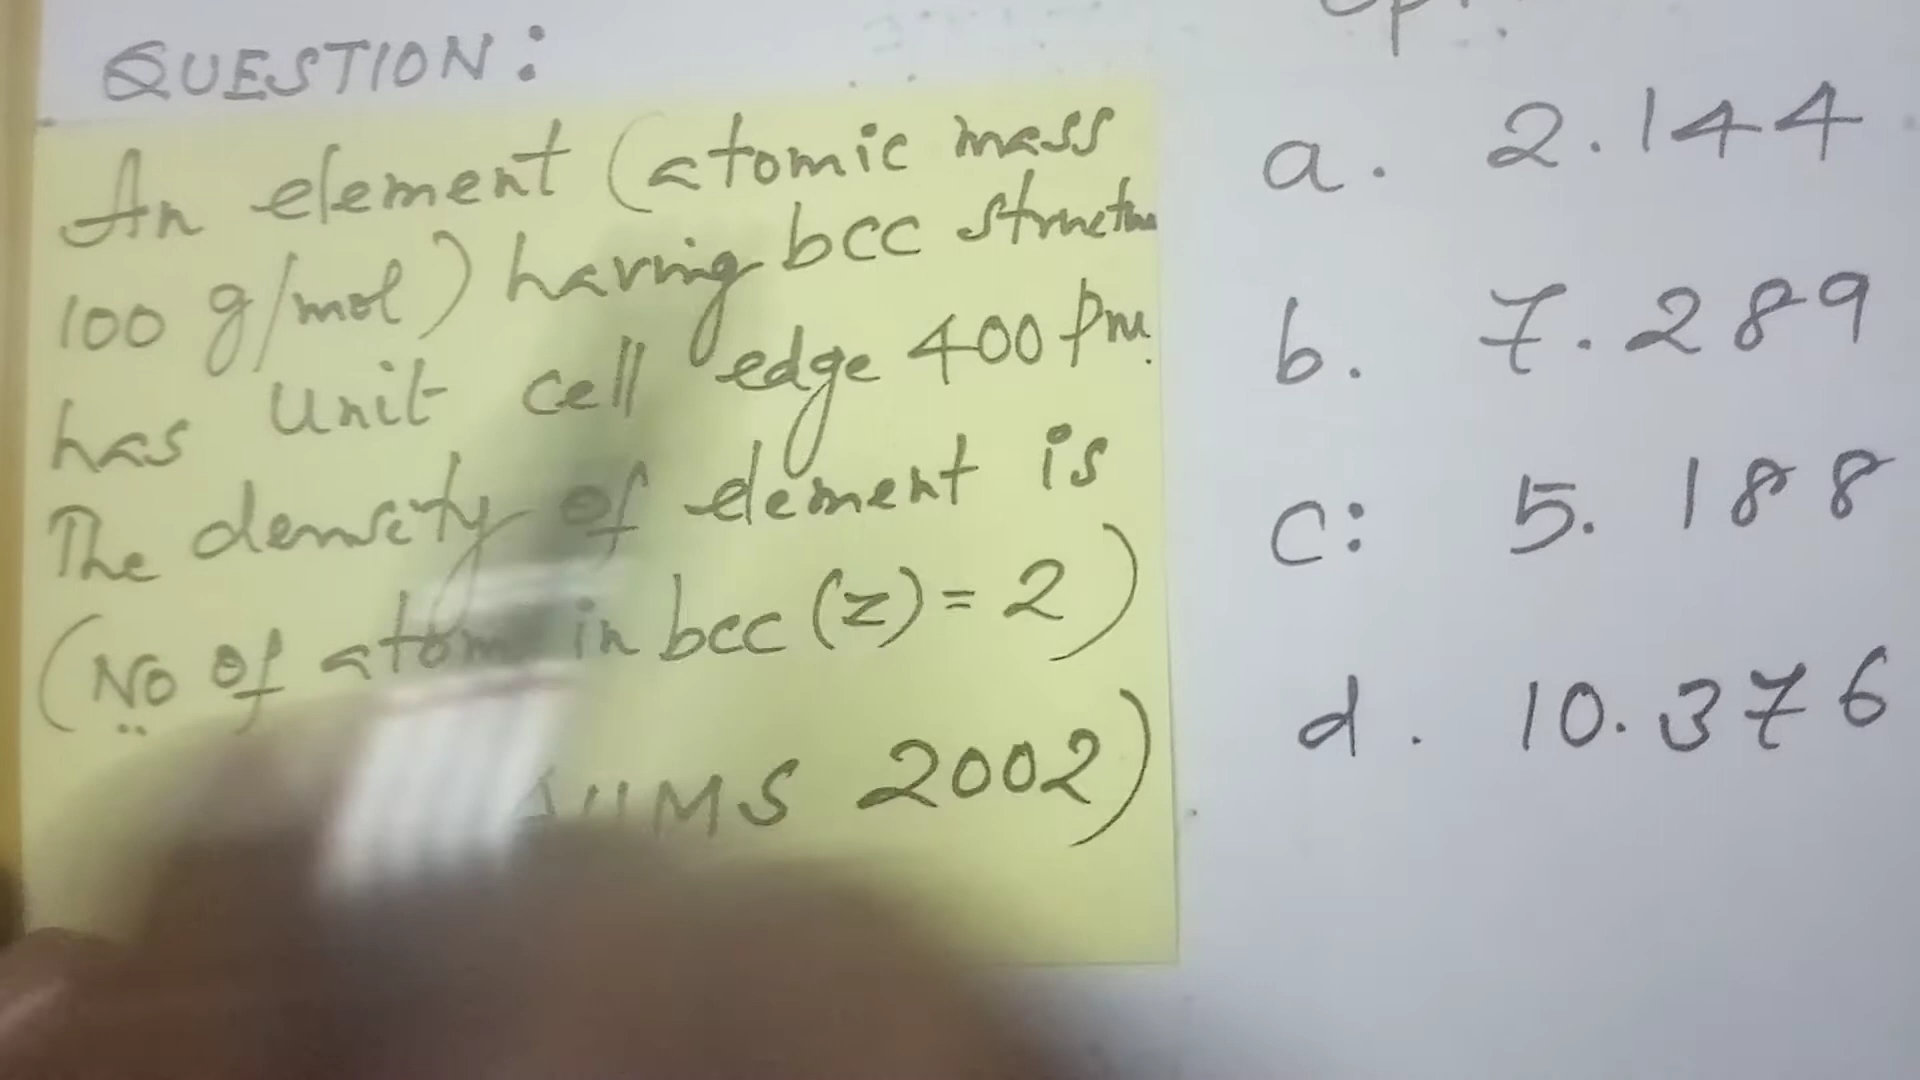 QUESTION:
An element (atomic mass
100 g/mol) having bcc
has unit cell edge 400 pm.
The density of element is
(No of atom in bcc (z) = 2)
AIIMS 2002)
a. 2.144
b. 7.289
c: 5.188
d. 10.376